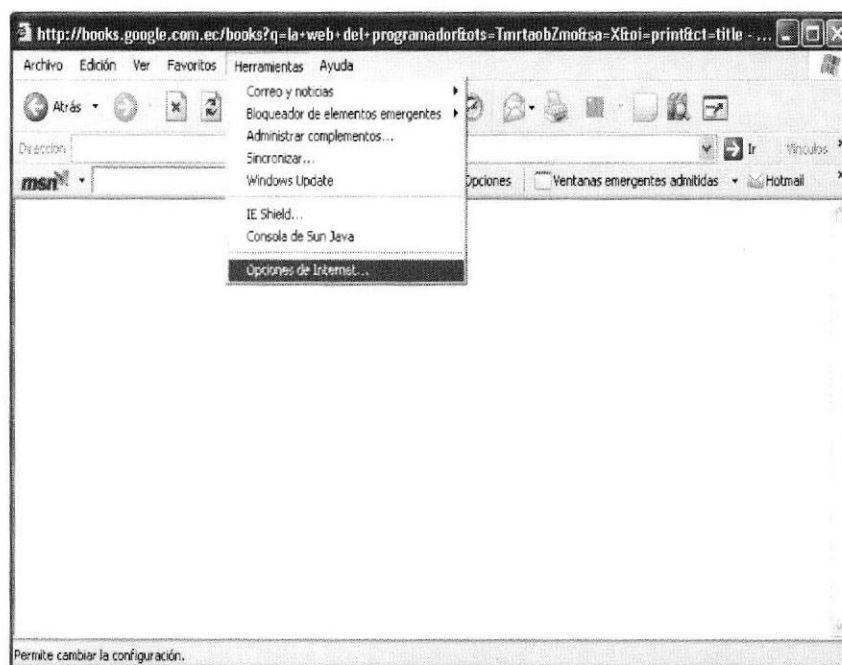 http://books.google.com.ec/books?q=la+web+del+programador&ots=TmrtaobZmo&sa=X&oi=print&ct=title - ...
Archivo Edición Ver Favoritos Herramientas Ayuda
Atrás
Correo y noticias
Bloqueador de elementos emergentes
Administrar complementos...
Sincronizar...
Windows Update
IE Shield...
Consola de Sun Java
Opciones de Internet...
Dirección Ir Vínculos »
msn Opciones Ventanas emergentes admitidas Hotmail »
Permite cambiar la configuración.